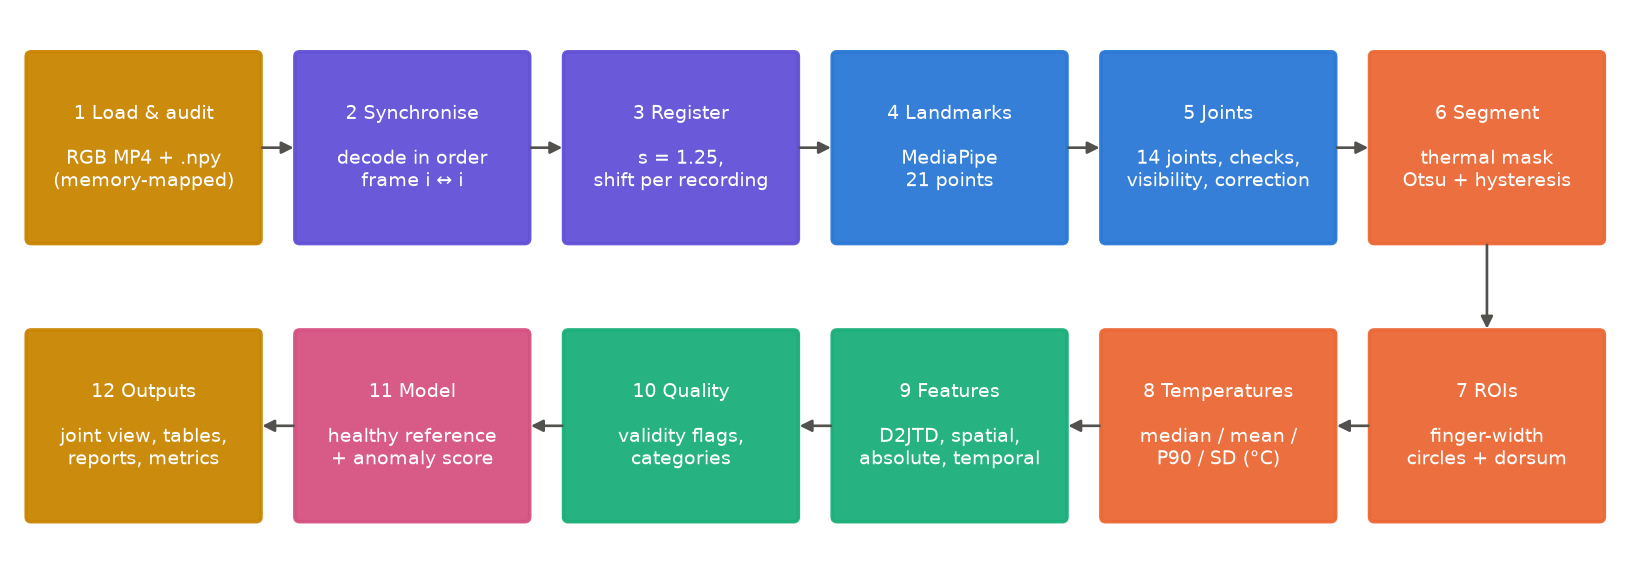 1 Load & audit
RGB MP4 + .npy
(memory-mapped)
2 Synchronise
decode in order
frame i ↔ i
3 Register
s = 1.25,
shift per recording
4 Landmarks
MediaPipe
21 points
5 Joints
14 joints, checks,
visibility, correction
6 Segment
thermal mask
Otsu + hysteresis
7 ROIs
finger-width
circles + dorsum
8 Temperatures
median / mean /
P90 / SD (°C)
9 Features
D2JTD, spatial,
absolute, temporal
10 Quality
validity flags,
categories
11 Model
healthy reference
+ anomaly score
12 Outputs
joint view, tables,
reports, metrics